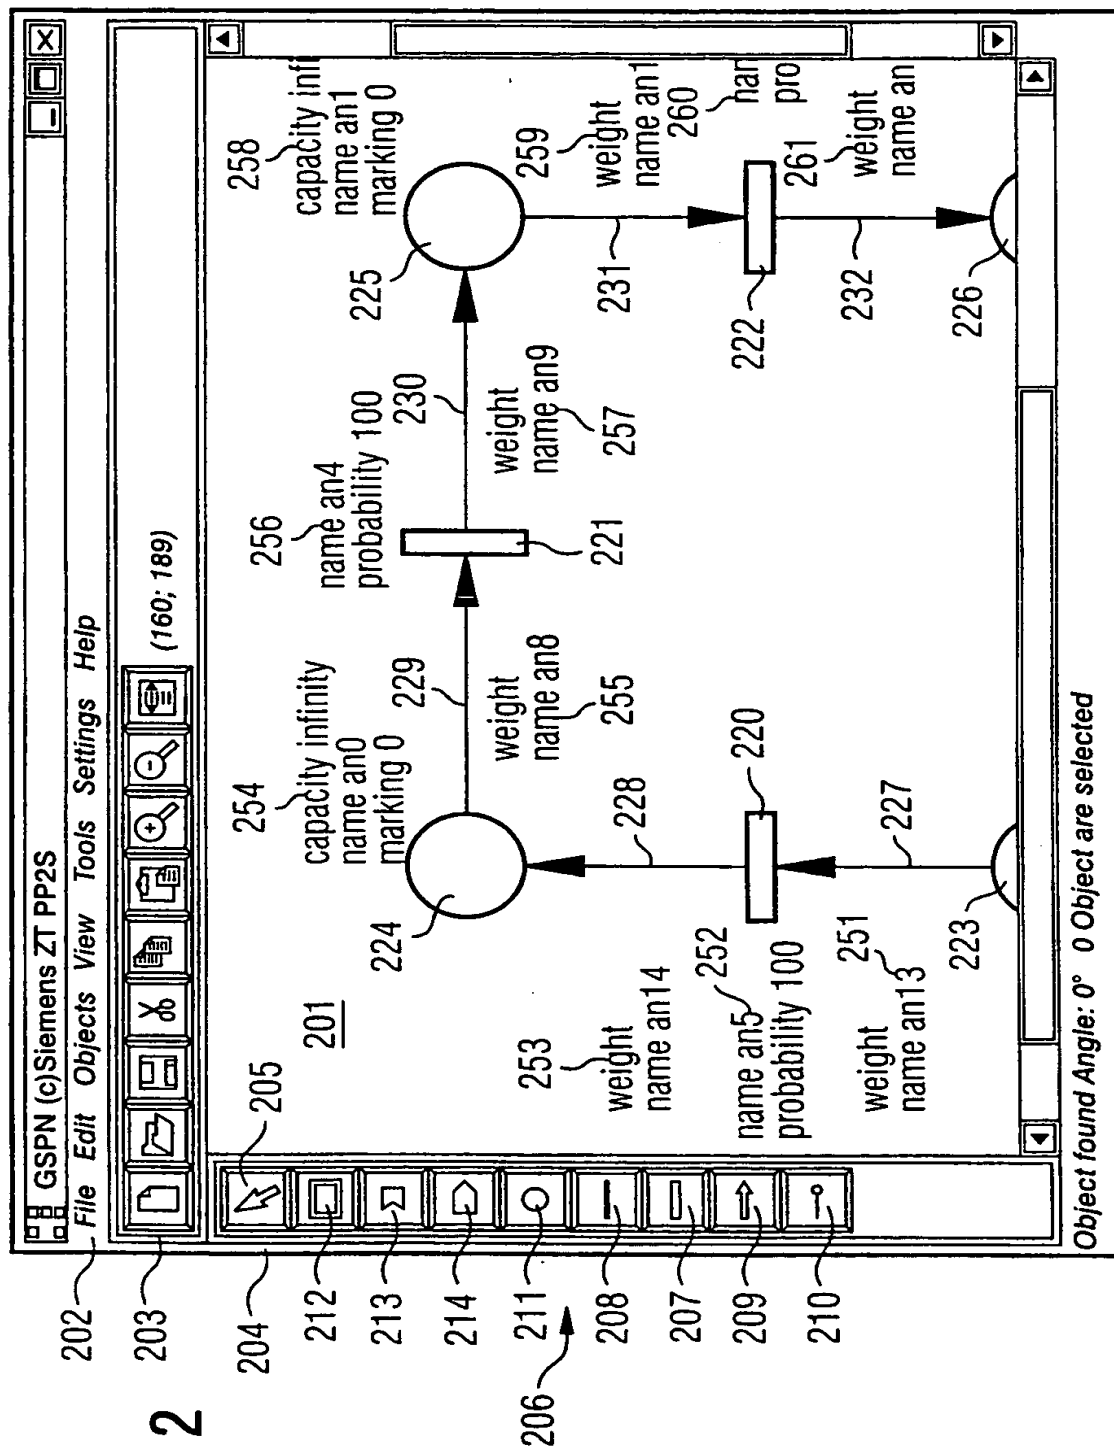 2
GSPN (c)Siemens ZT PP2S
202
File Edit Objects View Tools Settings Help
203
(160; 189)
204
205
212
213
214
211
206
208
207
209
210
201
254
capacity infinity
name an0
marking 0
224
229
weight
name an8
255
256
name an4
probability 100
230
221
weight
name an9
257
258
capacity infi
name an1
marking 0
225
253
weight
name an14
228
220
252
name an5
probability 100
251
weight
name an13
227
223
259
weight
name an1
231
260
nan
pro
222
261
weight
name an
232
226
Object found Angle: 0° 0 Object are selected